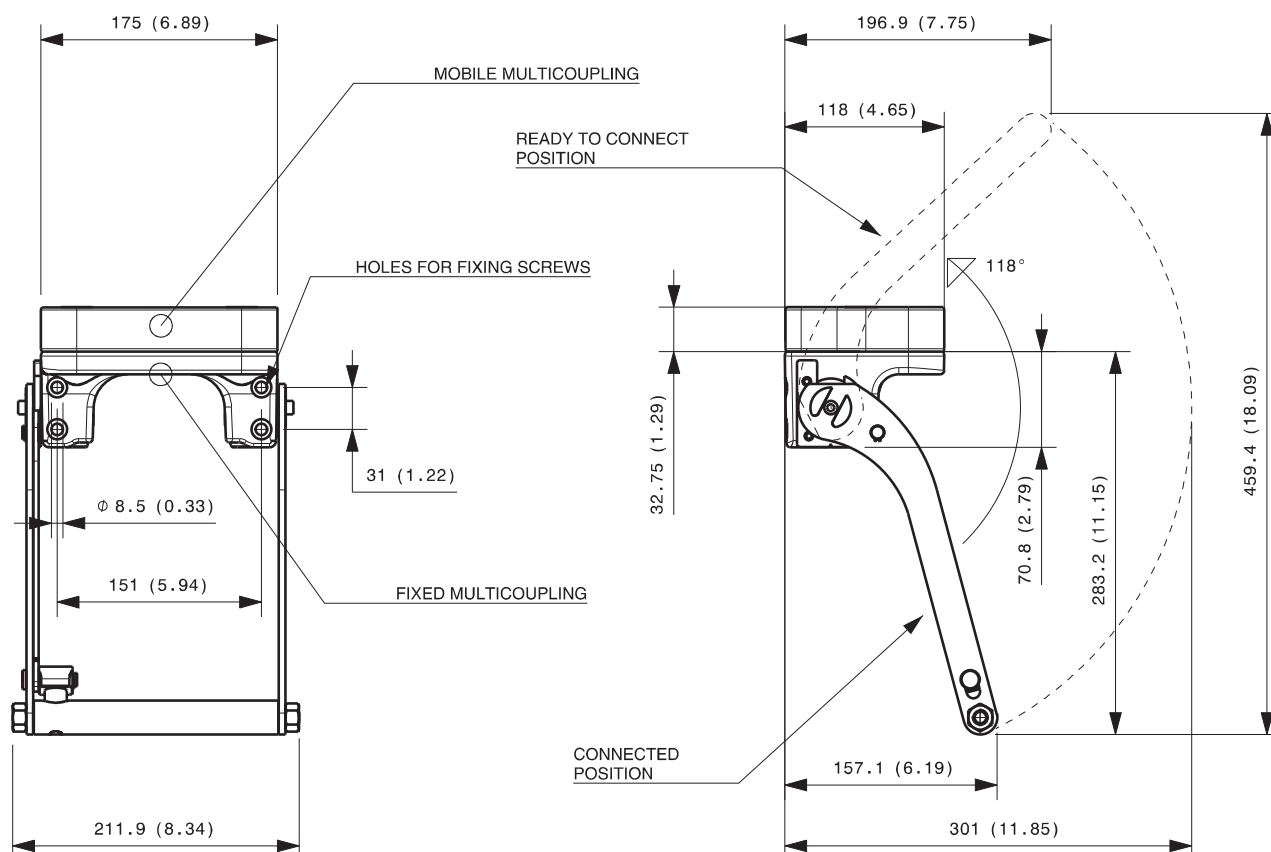 175 (6.89)
196.9 (7.75)
MOBILE MULTICOUPLING
118 (4.65)
READY TO CONNECT
POSITION
HOLES FOR FIXING SCREWS
118°
32.75 (1.29)
459.4 (18.09)
31 (1.22)
Φ 8.5 (0.33)
70.8 (2.79)
283.2 (11.15)
151 (5.94)
FIXED MULTICOUPLING
CONNECTED
POSITION
157.1 (6.19)
211.9 (8.34)
301 (11.85)